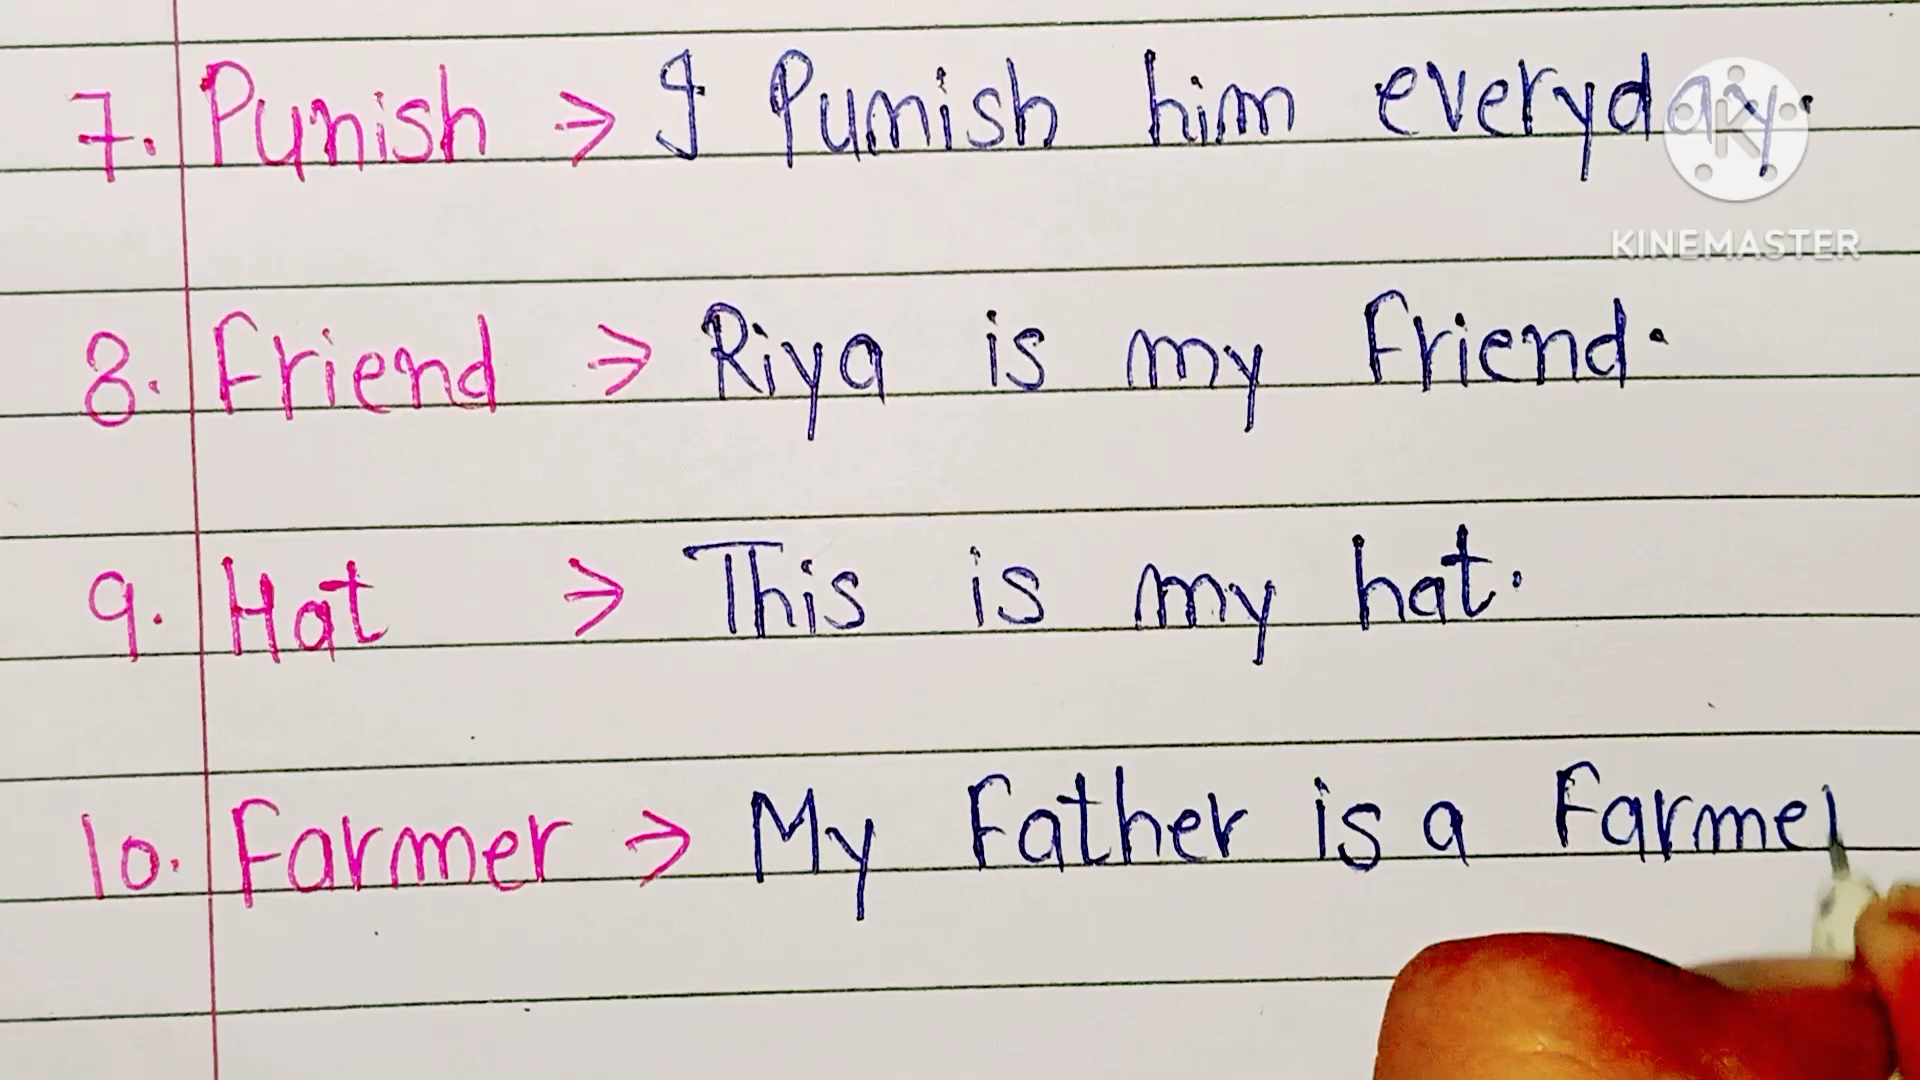 7. Punish → I Punish him everyday.
KINEMASTER
8. Friend → Riya is my Friend.
9. Hat → This is my hat.
10. Farmer → My Father is a Farmer